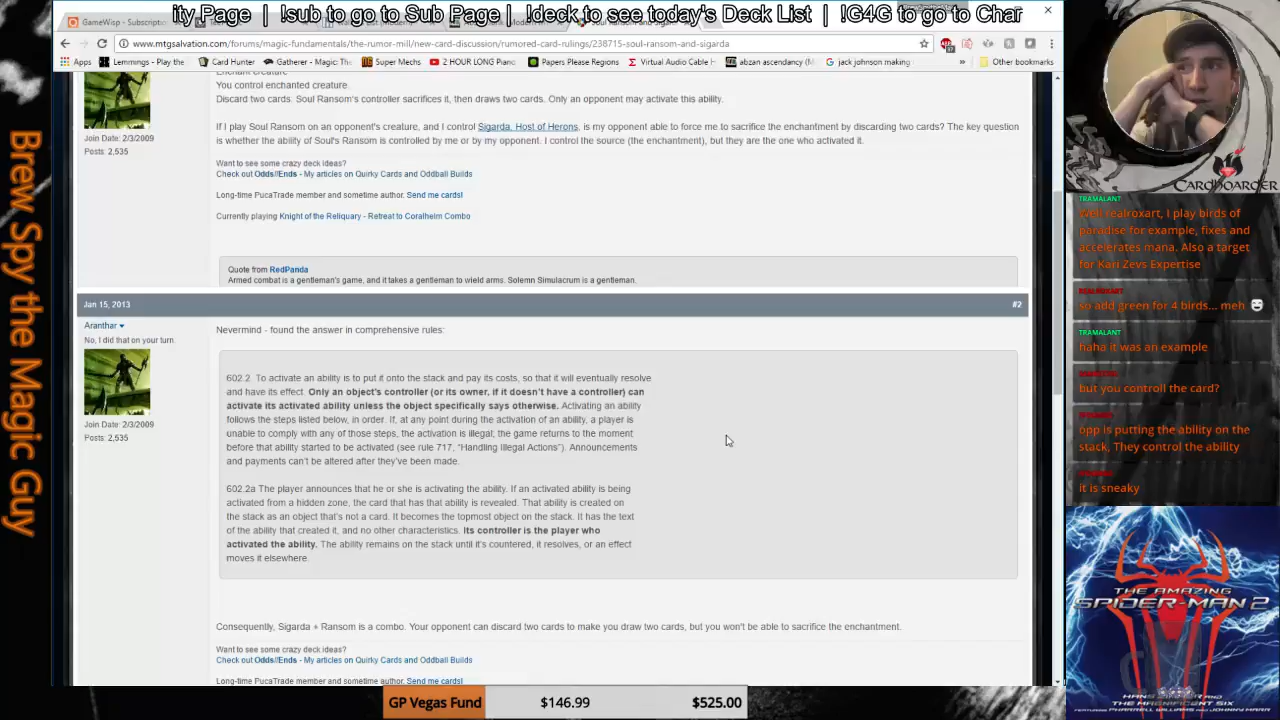 ity Page | !sub to go to Sub Page | !deck to see today's Deck List | !G4G to go to Char
GameWisp - Subscription
www.mtgsalvation.com/forums/magic-fundamentals/the-rumor-mill/new-card-discussion/rumored-card-rulings/238715-soul-ransom-and-sigarda
Apps
Lemmings - Play the
Card Hunter
Gatherer - Magic: The
Super Mechs
2 HOUR LONG Piano
Papers Please Regions
Virtual Audio Cable H
abzan ascendancy (M
jack johnson making
»
Other bookmarks
Enchant creature
You control enchanted creature.
Discard two cards: Soul Ransom's controller sacrifices it, then draws two cards. Only an opponent may activate this ability.
Join Date: 2/3/2009
Posts: 2,535
If I play Soul Ransom on an opponent's creature, and I control Sigarda, Host of Herons, is my opponent able to force me to sacrifice the enchantment by discarding two cards? The key question
is whether the ability of Soul's Ransom is controlled by me or by my opponent. I control the source (the enchantment), but they are the one who activated it.
Want to see some crazy deck ideas?
Check out Odds//Ends - My articles on Quirky Cards and Oddball Builds
Long-time PucaTrade member and sometime author. Send me cards!
Currently playing Knight of the Reliquary - Retreat to Coralhelm Combo
Quote from RedPanda
Armed combat is a gentleman's game, and it takes a gentleman to wield arms. Solemn Simulacrum is a gentleman.
Jan 15, 2013
#2
Aranthar
No, I did that on your turn.
Join Date: 2/3/2009
Posts: 2,535
Nevermind - found the answer in comprehensive rules:
602.2. To activate an ability is to put it onto the stack and pay its costs, so that it will eventually resolve
and have its effect. Only an object's controller (or its owner, if it doesn't have a controller) can
activate its activated ability unless the object specifically says otherwise. Activating an ability
follows the steps listed below, in order. If, at any point during the activation of an ability, a player is
unable to comply with any of those steps, the activation is illegal; the game returns to the moment
before that ability started to be activated (see rule 717, "Handling Illegal Actions"). Announcements
and payments can't be altered after they've been made.
602.2a The player announces that he or she is activating the ability. If an activated ability is being
activated from a hidden zone, the card that has that ability is revealed. That ability is created on
the stack as an object that's not a card. It becomes the topmost object on the stack. It has the text
of the ability that created it, and no other characteristics. Its controller is the player who
activated the ability. The ability remains on the stack until it's countered, it resolves, or an effect
moves it elsewhere.
Consequently, Sigarda + Ransom is a combo. Your opponent can discard two cards to make you draw two cards, but you won't be able to sacrifice the enchantment.
Want to see some crazy deck ideas?
Check out Odds//Ends - My articles on Quirky Cards and Oddball Builds
Long-time PucaTrade member and sometime author. Send me cards!
Brew Spy the Magic Guy
CARDHOARDER
TRAMALANT
Well realroxart, I play birds of
paradise for example, fixes and
accelerates mana. Also a target
for Kari Zevs Expertise
REALROXART
so add green for 4 birds... meh
TRAMALANT
haha it was an example
but you controll the card?
opp is putting the ability on the
stack, They control the ability
it is sneaky
THE AMAZING
SPIDER-MAN 2
HANS ZIMMER AND
THE MAGNIFICENT SIX
FEATURING PHARRELL WILLIAMS AND JOHNNY MARR
GP Vegas Fund
$146.99
$525.00